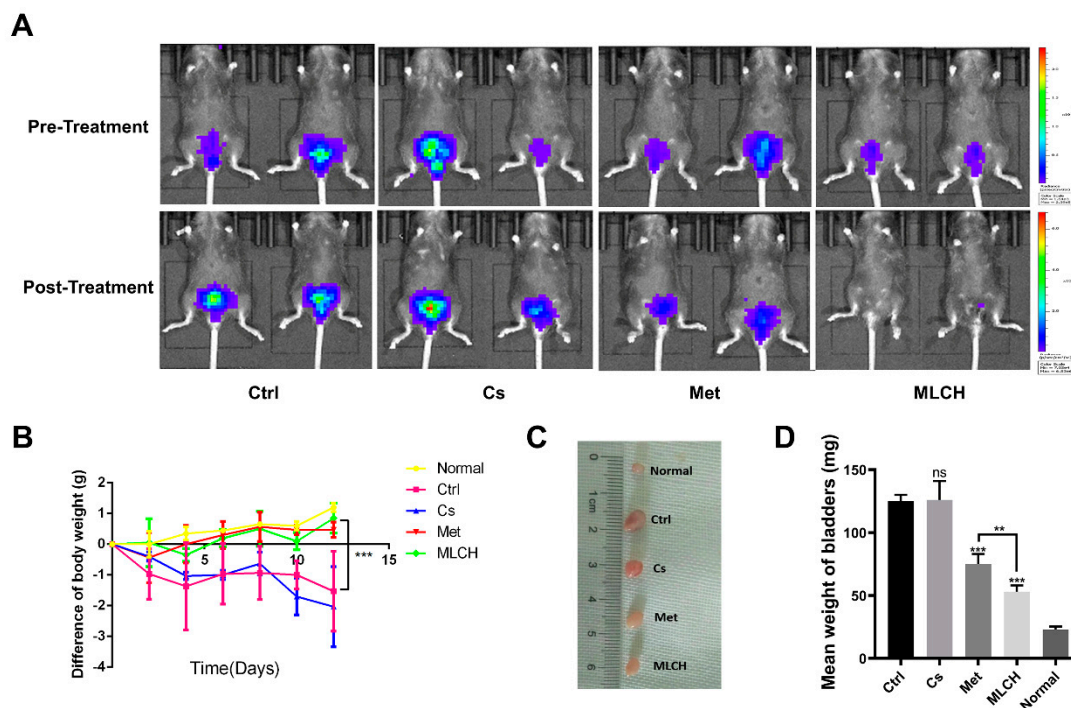 A
Pre-Treatment
Post-Treatment
Ctrl
Cs
Met
MLCH
B
Difference of body weight (g)
2
1
0
-1
-2
-3
-4
5
10
15
Time(Days)
***
Normal
Ctrl
Cs
Met
MLCH
C
0
1cm
2
3
4
5
6
Normal
Ctrl
Cs
Met
MLCH
D
Mean weight of bladders (mg)
150
100
50
0
ns
***
**
***
Ctrl
Cs
Met
MLCH
Normal